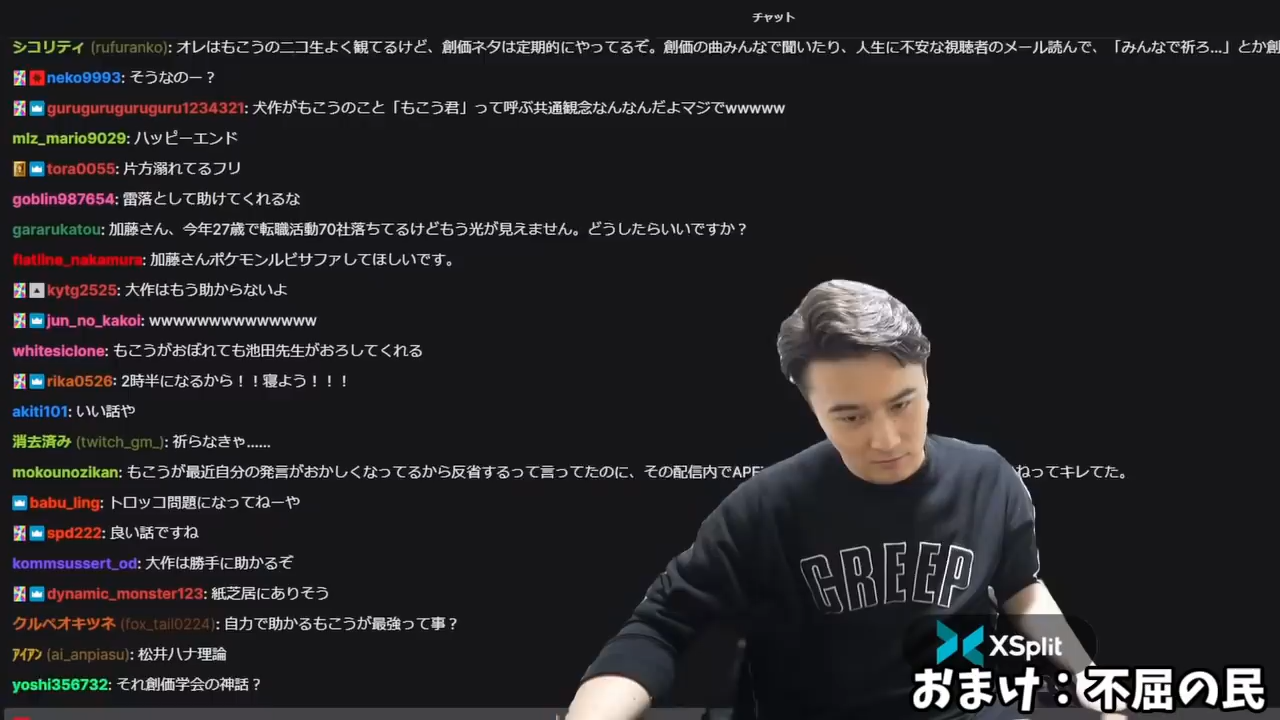 チャット
シコリティ (rufuranko): オレはもこうのニコ生よく観てるけど、創価ネタは定期的にやってるぞ。創価の曲みんなで聞いたり、人生に不安な視聴者のメール読んで、「みんなで祈ろ...」とか創
neko9993: そうなのー？
guruguruguruguru1234321: 犬作がもこうのこと「もこう君」って呼ぶ共通観念なんなんだよマジでwwwww
mlz_mario9029: ハッピーエンド
tora0055: 片方溺れてるフリ
goblin987654: 雷落として助けてくれるな
gararukatou: 加藤さん、今年27歳で転職活動70社落ちてるけどもう光が見えません。どうしたらいいですか？
flatline_nakamura: 加藤さんポケモンルビサファしてほしいです。
kytg2525: 大作はもう助からないよ
jun_no_kakoi: wwwwwwwwwwwwww
whitesiclone: もこうがおぼれても池田先生がおろしてくれる
rika0526: 2時半になるから！！寝よう！！！
akiti101: いい話や
消去済み (twitch_gm_): 祈らなきゃ......
mokounozikan: もこうが最近自分の発言がおかしくなってるから反省するって言ってたのに、その配信内でAPE ねってキレてた。
babu_ling: トロッコ問題になってねーや
spd222: 良い話ですね
kommsussert_od: 大作は勝手に助かるぞ
dynamic_monster123: 紙芝居にありそう
クルペオキツネ (fox_tail0224): 自力で助かるもこうが最強って事？
アイアン (ai_anpiasu): 松井ハナ理論
yoshi356732: それ創価学会の神話？
CREEP
XSplit
おまけ：不屈の民